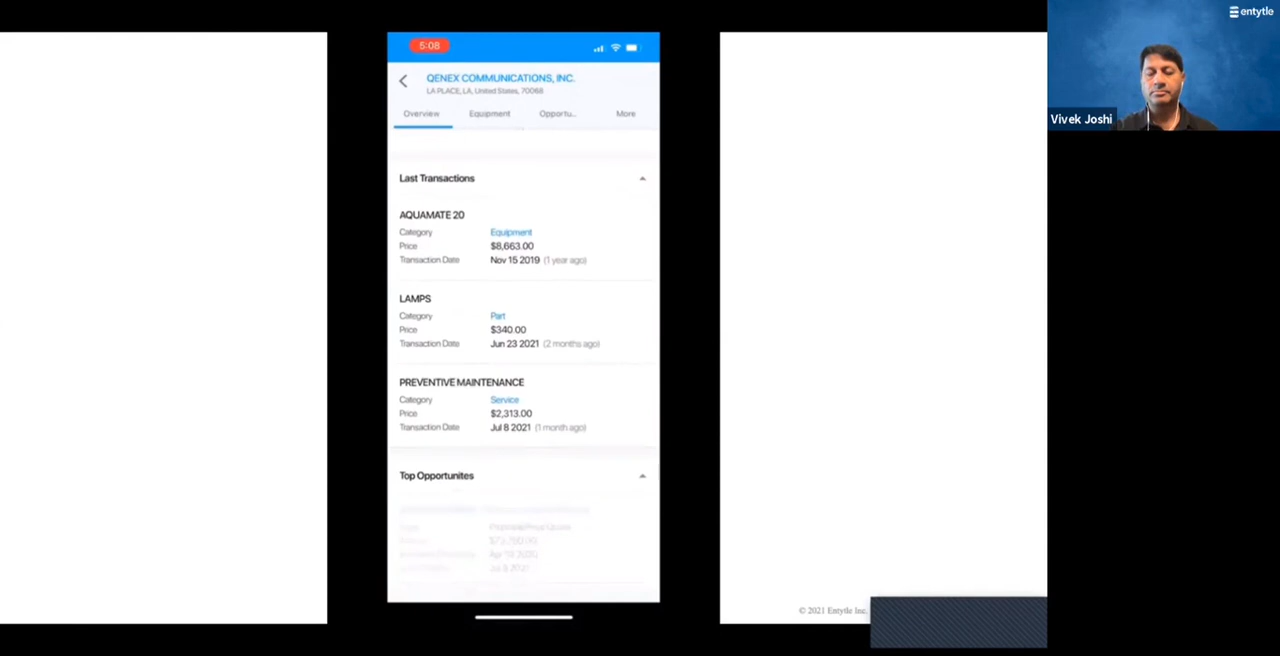 entytle
Vivek Joshi
5:08
QENEX COMMUNICATIONS, INC.
LA PLACE, LA, United States, 70068
Overview Equipment Opportu... More
Last Transactions
AQUAMATE 20
Category Equipment
Price $8,663.00
Transaction Date Nov 15 2019 (1 year ago)
LAMPS
Category Part
Price $340.00
Transaction Date Jun 23 2021 (2 months ago)
PREVENTIVE MAINTENANCE
Category Service
Price $2,313.00
Transaction Date Jul 8 2021 (1 month ago)
Top Opportunites
© 2021 Entytle Inc.